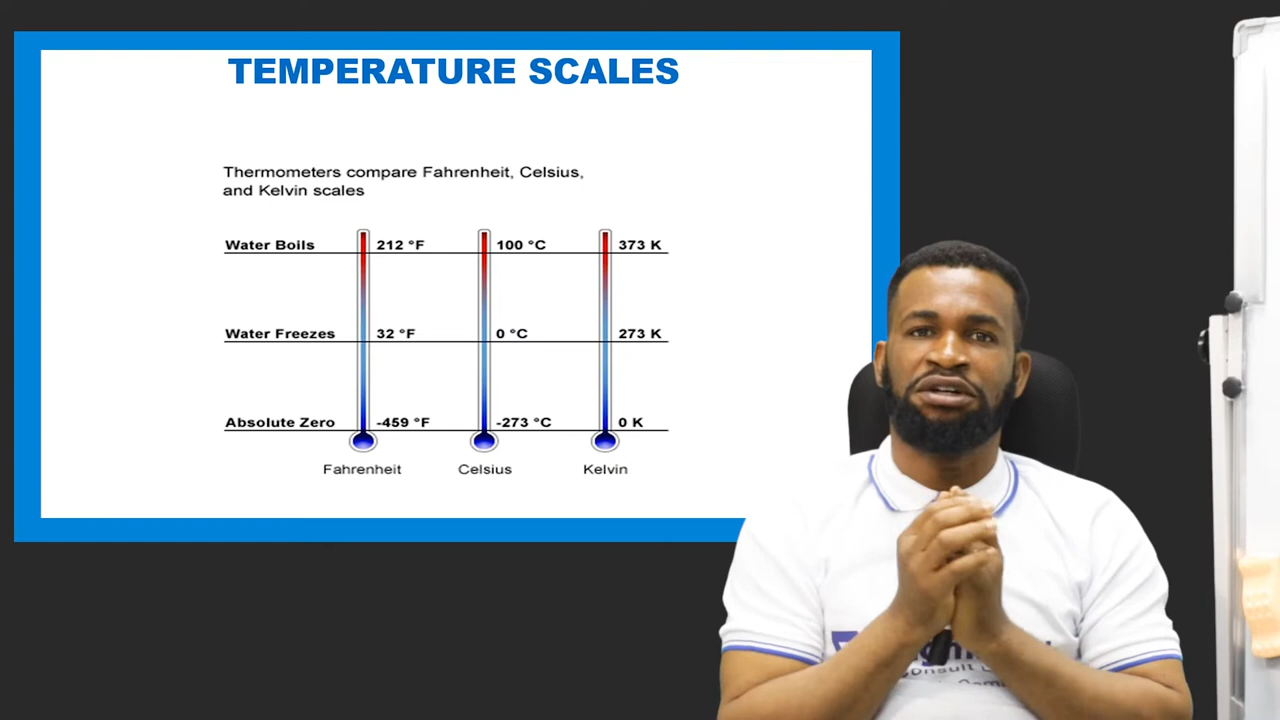 TEMPERATURE SCALES
Thermometers compare Fahrenheit, Celsius,
and Kelvin scales
Water Boils 212 °F 100 °C 373 K
Water Freezes 32 °F 0 °C 273 K
Absolute Zero -459 °F -273 °C 0 K
Fahrenheit Celsius Kelvin